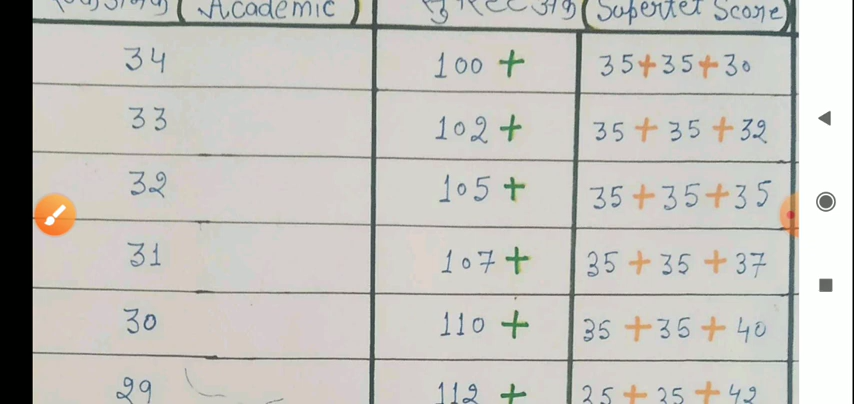 (Academic) (Supertet Score)
34 100 + 35+35+30
33 102 + 35 + 35 + 32
32 105 + 35+35+35
31 107 + 35 + 35 + 37
30 110 + 35 + 35 + 40
29 112 + 35 + 35 + 42